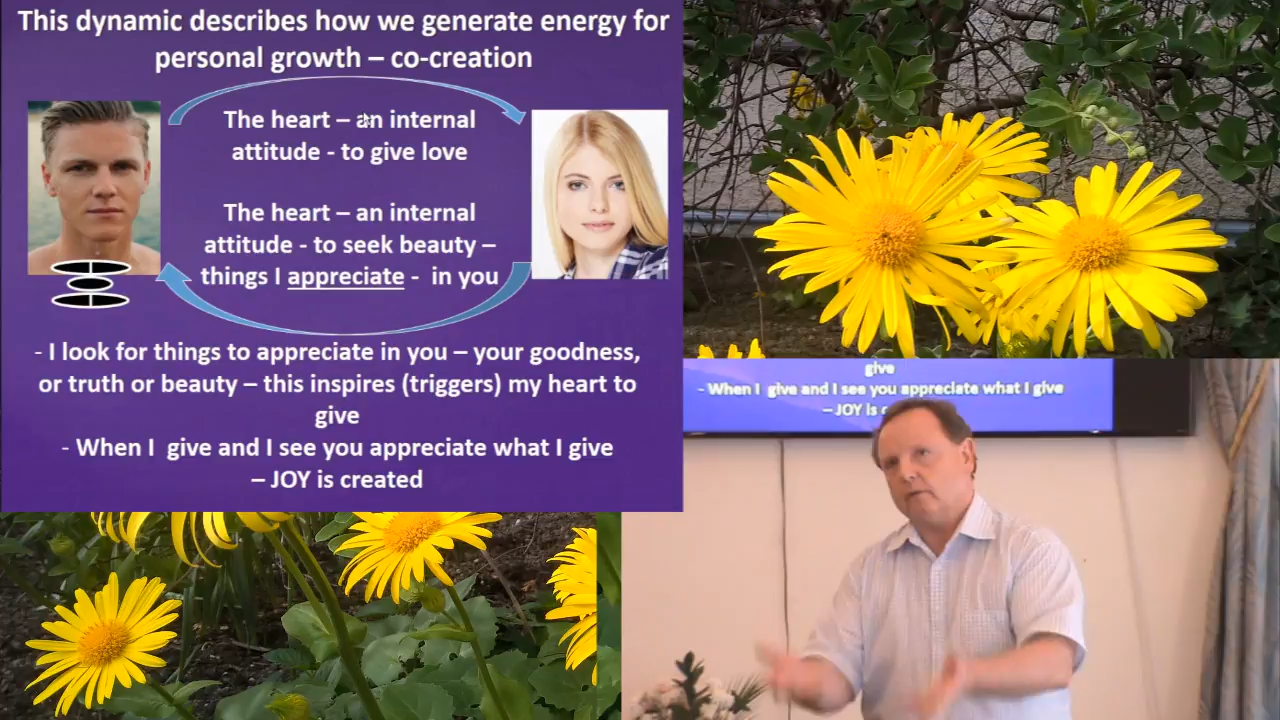 This dynamic describes how we generate energy for
personal growth – co-creation
The heart – an internal
attitude - to give love
The heart – an internal
attitude - to seek beauty –
things I appreciate - in you
- I look for things to appreciate in you – your goodness,
or truth or beauty – this inspires (triggers) my heart to
give
- When I give and I see you appreciate what I give
– JOY is created
give
- When I give and I see you appreciate what I give
– JOY is